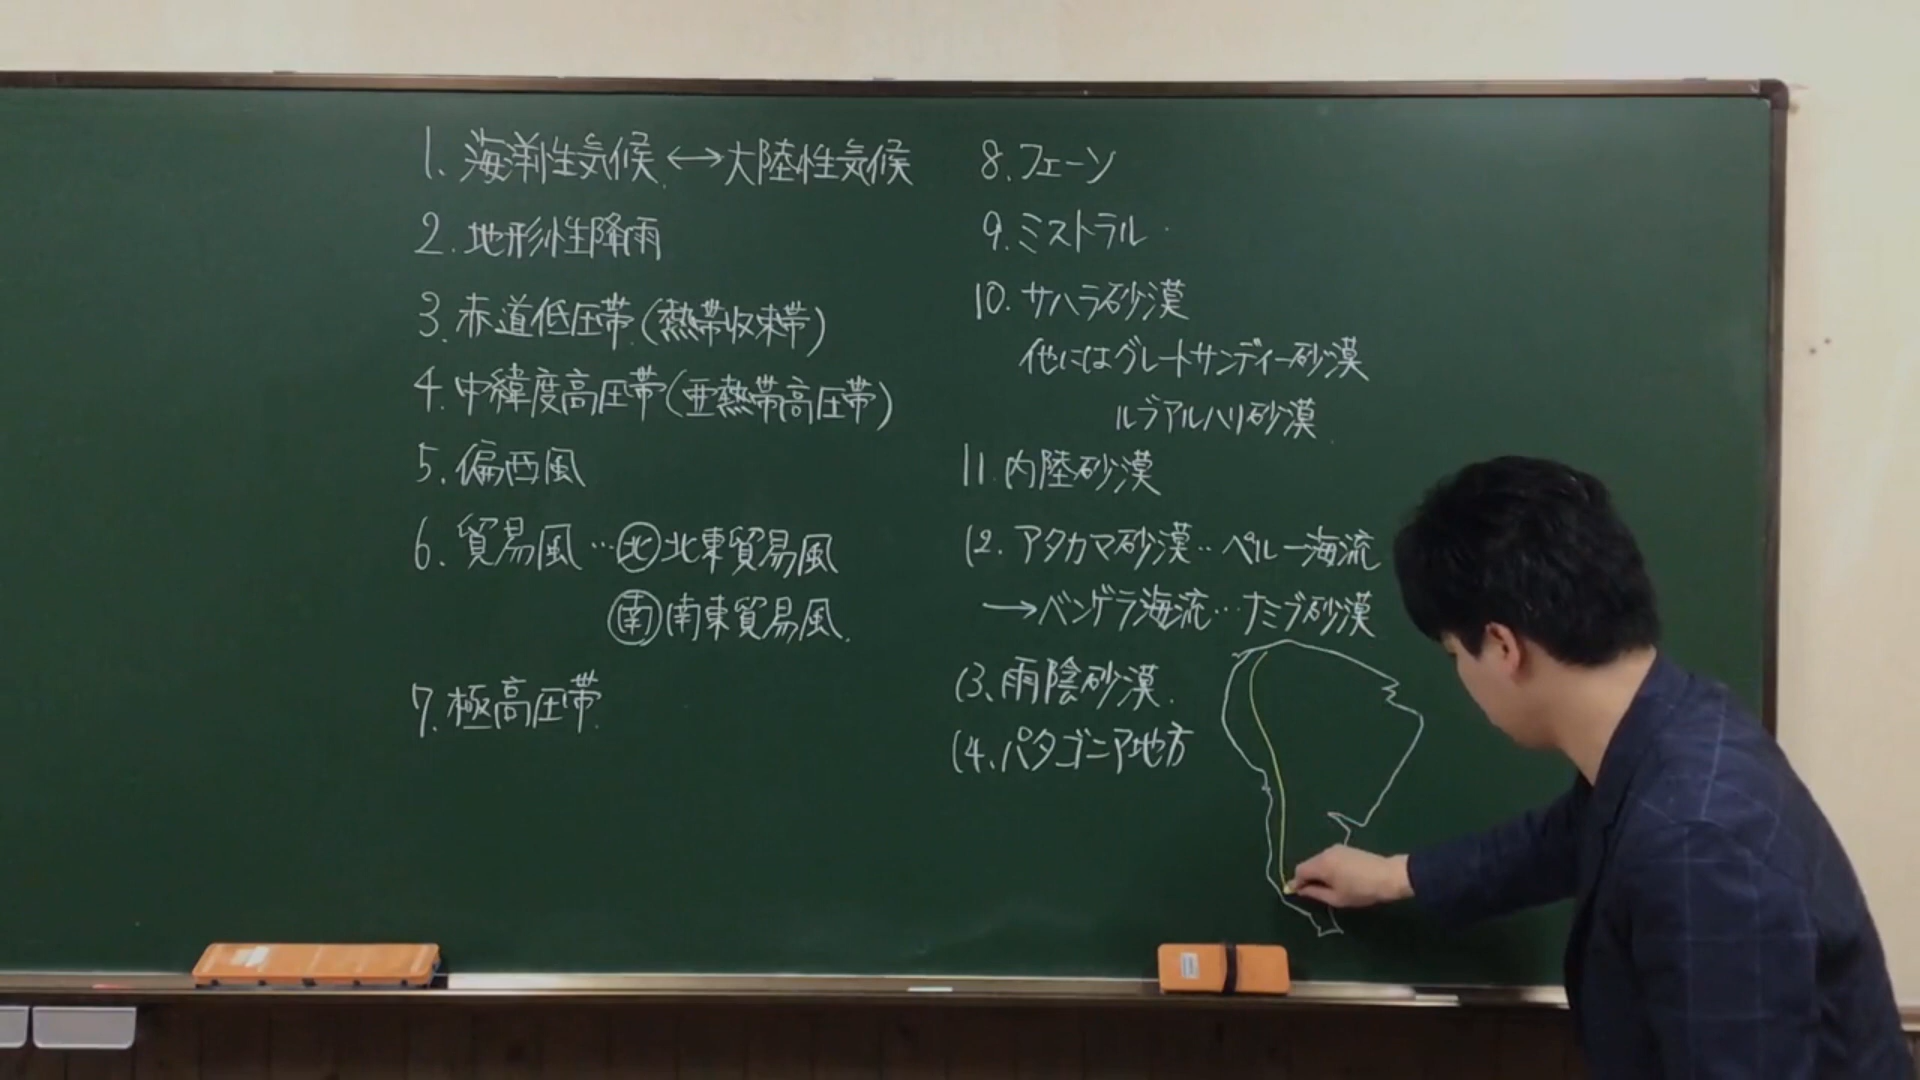 1. 海洋性気候 ↔ 大陸性気候
2. 地形性降雨
3. 赤道低圧帯(熱帯収束帯)
4. 中緯度高圧帯(亜熱帯高圧帯)
5. 偏西風
6. 貿易風…㊗北東貿易風
㊗南東貿易風
7. 極高圧帯
8. フェーン
9. ミストラル
10. サハラ砂漠
他にはグレートサンディー砂漠
ルブアルハリ砂漠
11. 内陸砂漠
12. アタカマ砂漠‥ペルー海流
→ベンゲラ海流…ナミブ砂漠
13. 雨陰砂漠
14. パタゴニア地方